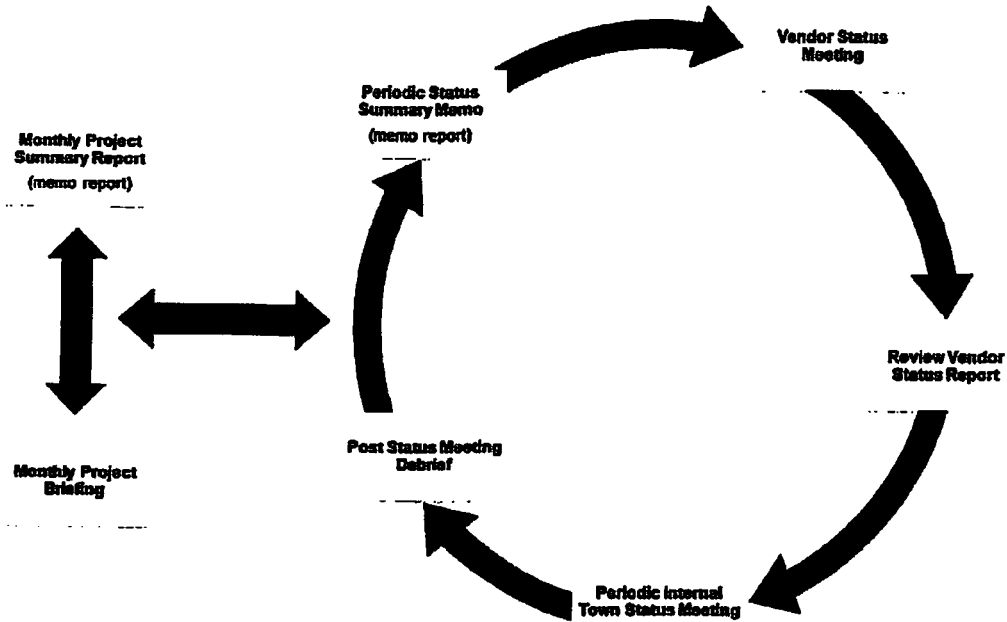 Vendor Status
Meeting
Periodic Status
Summary Memo
(memo report)
Monthly Project
Summary Report
(memo report)
Review Vendor
Status Report
Post Status Meeting
Debrief
Monthly Project
Briefing
Periodic Internal
Town Status Meeting